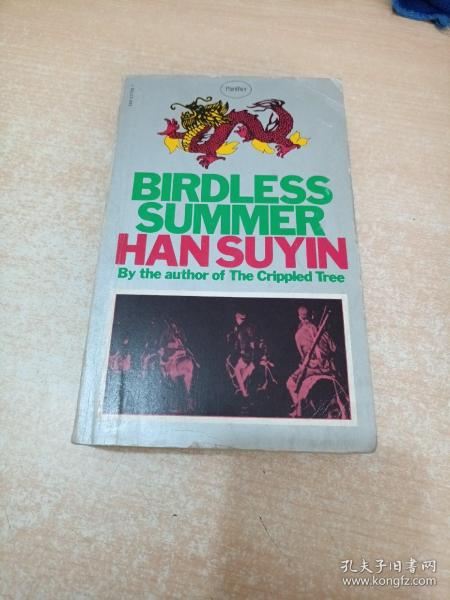 Panther
BIRDLESS
SUMMER
HAN SUYIN
By the author of The Crippled Tree
孔夫子旧书网
www.kongfz.com